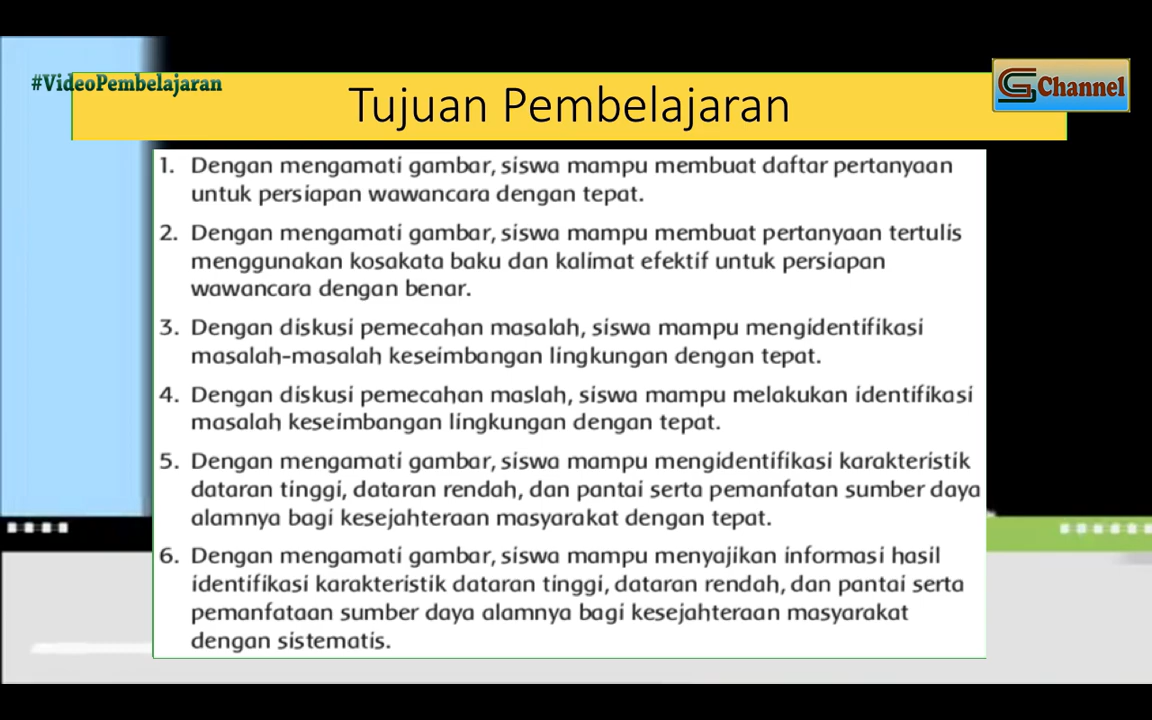 #VideoPembelajaran
Tujuan Pembelajaran
GChannel
1. Dengan mengamati gambar, siswa mampu membuat daftar pertanyaan
untuk persiapan wawancara dengan tepat.
2. Dengan mengamati gambar, siswa mampu membuat pertanyaan tertulis
menggunakan kosakata baku dan kalimat efektif untuk persiapan
wawancara dengan benar.
3. Dengan diskusi pemecahan masalah, siswa mampu mengidentifikasi
masalah-masalah keseimbangan lingkungan dengan tepat.
4. Dengan diskusi pemecahan maslah, siswa mampu melakukan identifikasi
masalah keseimbangan lingkungan dengan tepat.
5. Dengan mengamati gambar, siswa mampu mengidentifikasi karakteristik
dataran tinggi, dataran rendah, dan pantai serta pemanfatan sumber daya
alamnya bagi kesejahteraan masyarakat dengan tepat.
6. Dengan mengamati gambar, siswa mampu menyajikan informasi hasil
identifikasi karakteristik dataran tinggi, dataran rendah, dan pantai serta
pemanfataan sumber daya alamnya bagi kesejahteraan masyarakat
dengan sistematis.